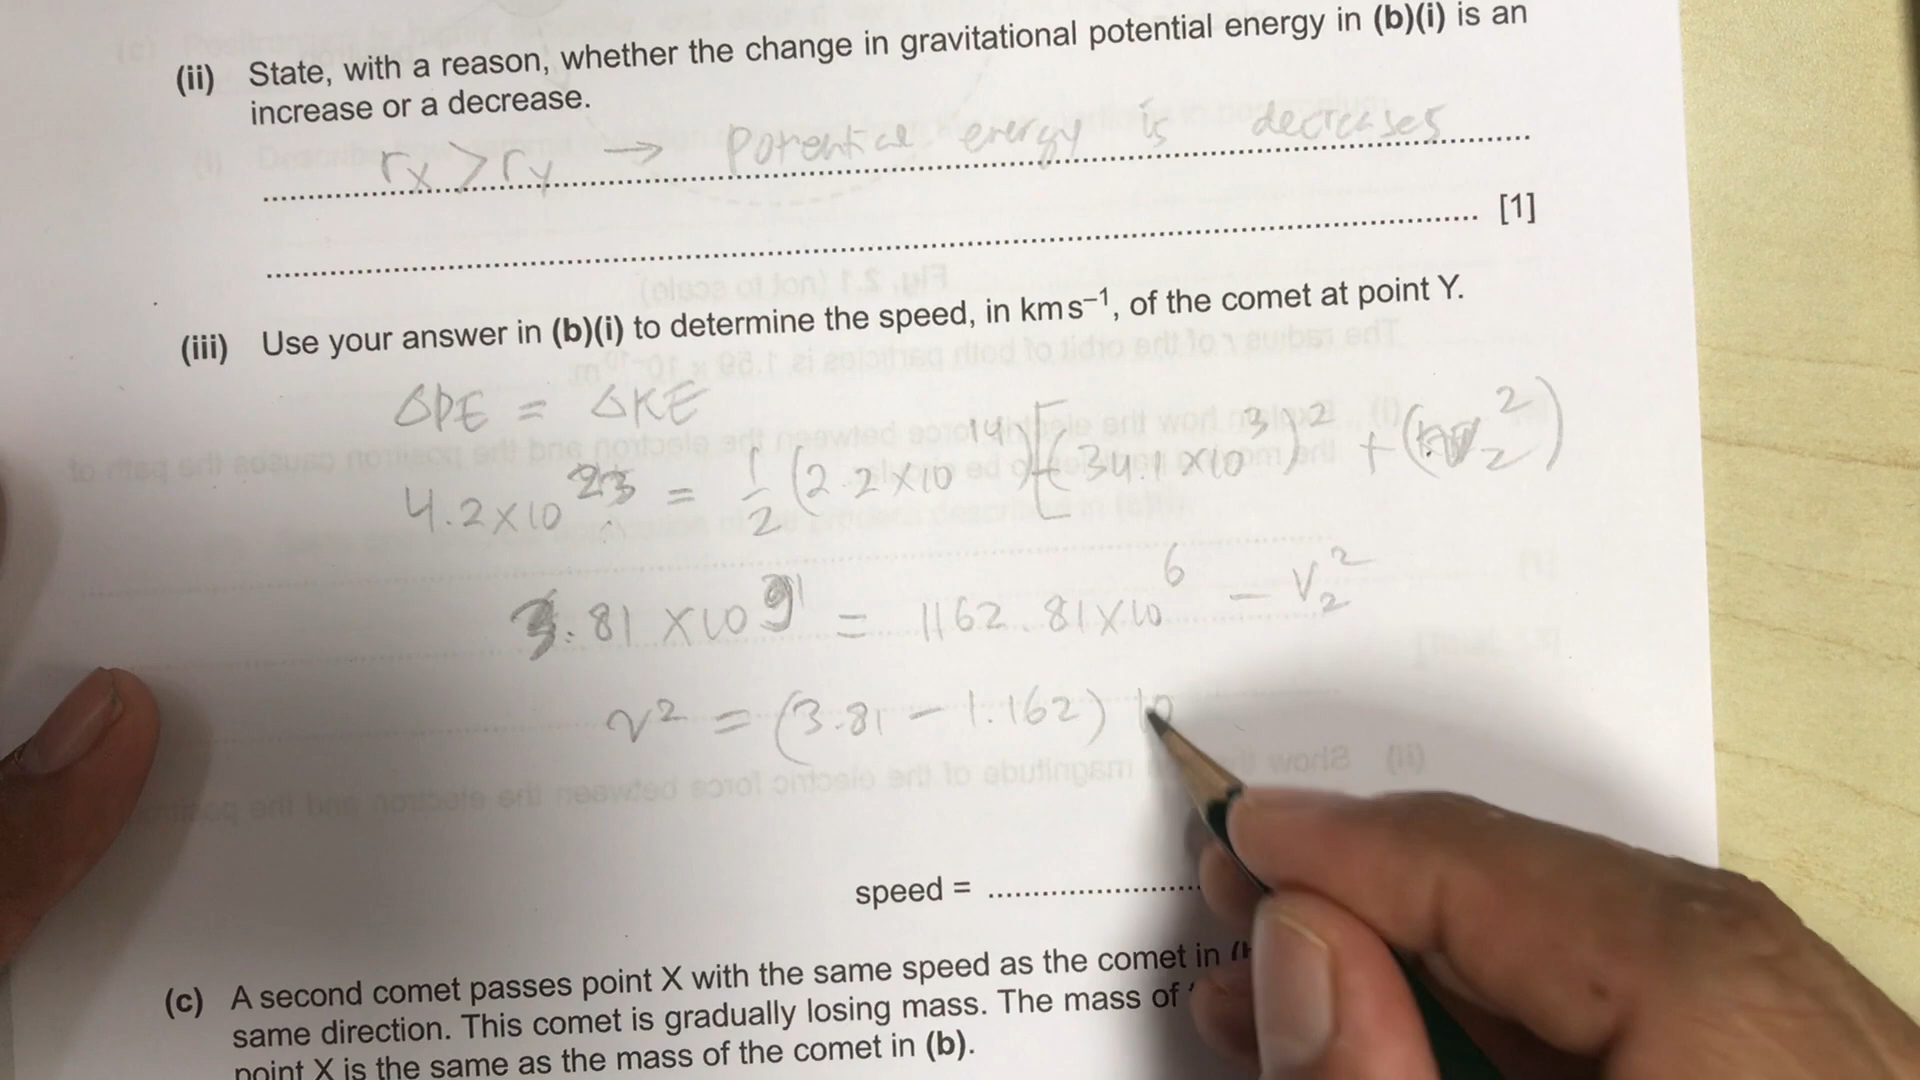 (ii) State, with a reason, whether the change in gravitational potential energy in (b)(i) is an
increase or a decrease.
rx > ry → Potential energy is decreases
[1]
(iii) Use your answer in (b)(i) to determine the speed, in km s⁻¹, of the comet at point Y.
ΔPE = ΔKE
4.2×10²³ = 1/2 (2.2×10¹⁴)[(34.1×10³)² + (v₂²)
3.81 ×10⁹ = 1162.81×10⁶ − V₂²
v² = (3.81 − 1.162) 10
speed =
(c) A second comet passes point X with the same speed as the comet in
same direction. This comet is gradually losing mass. The mass of
point X is the same as the mass of the comet in (b).